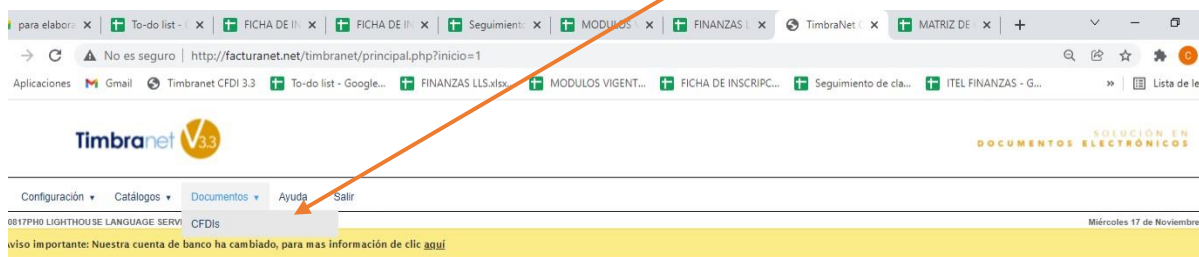 para elabora To-do list - FICHA DE IN FICHA DE IN Seguimiento MODULOS FINANZAS L TimbraNet MATRIZ DE
No es seguro | http://facturanet.net/timbranet/principal.php?inicio=1 C
Aplicaciones Gmail Timbranet CFDI 3.3 To-do list - Google... FINANZAS LLS.xlsx... MODULOS VIGENT... FICHA DE INSCRIPC... Seguimiento de cla... ITEL FINANZAS - G... » Lista de le
Timbranet V3.3
SOLUCIÓN EN
DOCUMENTOS ELECTRÓNICOS
Configuración Catálogos Documentos Ayuda Salir
0817PH0 LIGHTHOUSE LANGUAGE SERVI CFDIs Miércoles 17 de Noviembre
Aviso importante: Nuestra cuenta de banco ha cambiado, para mas información de clic aquí